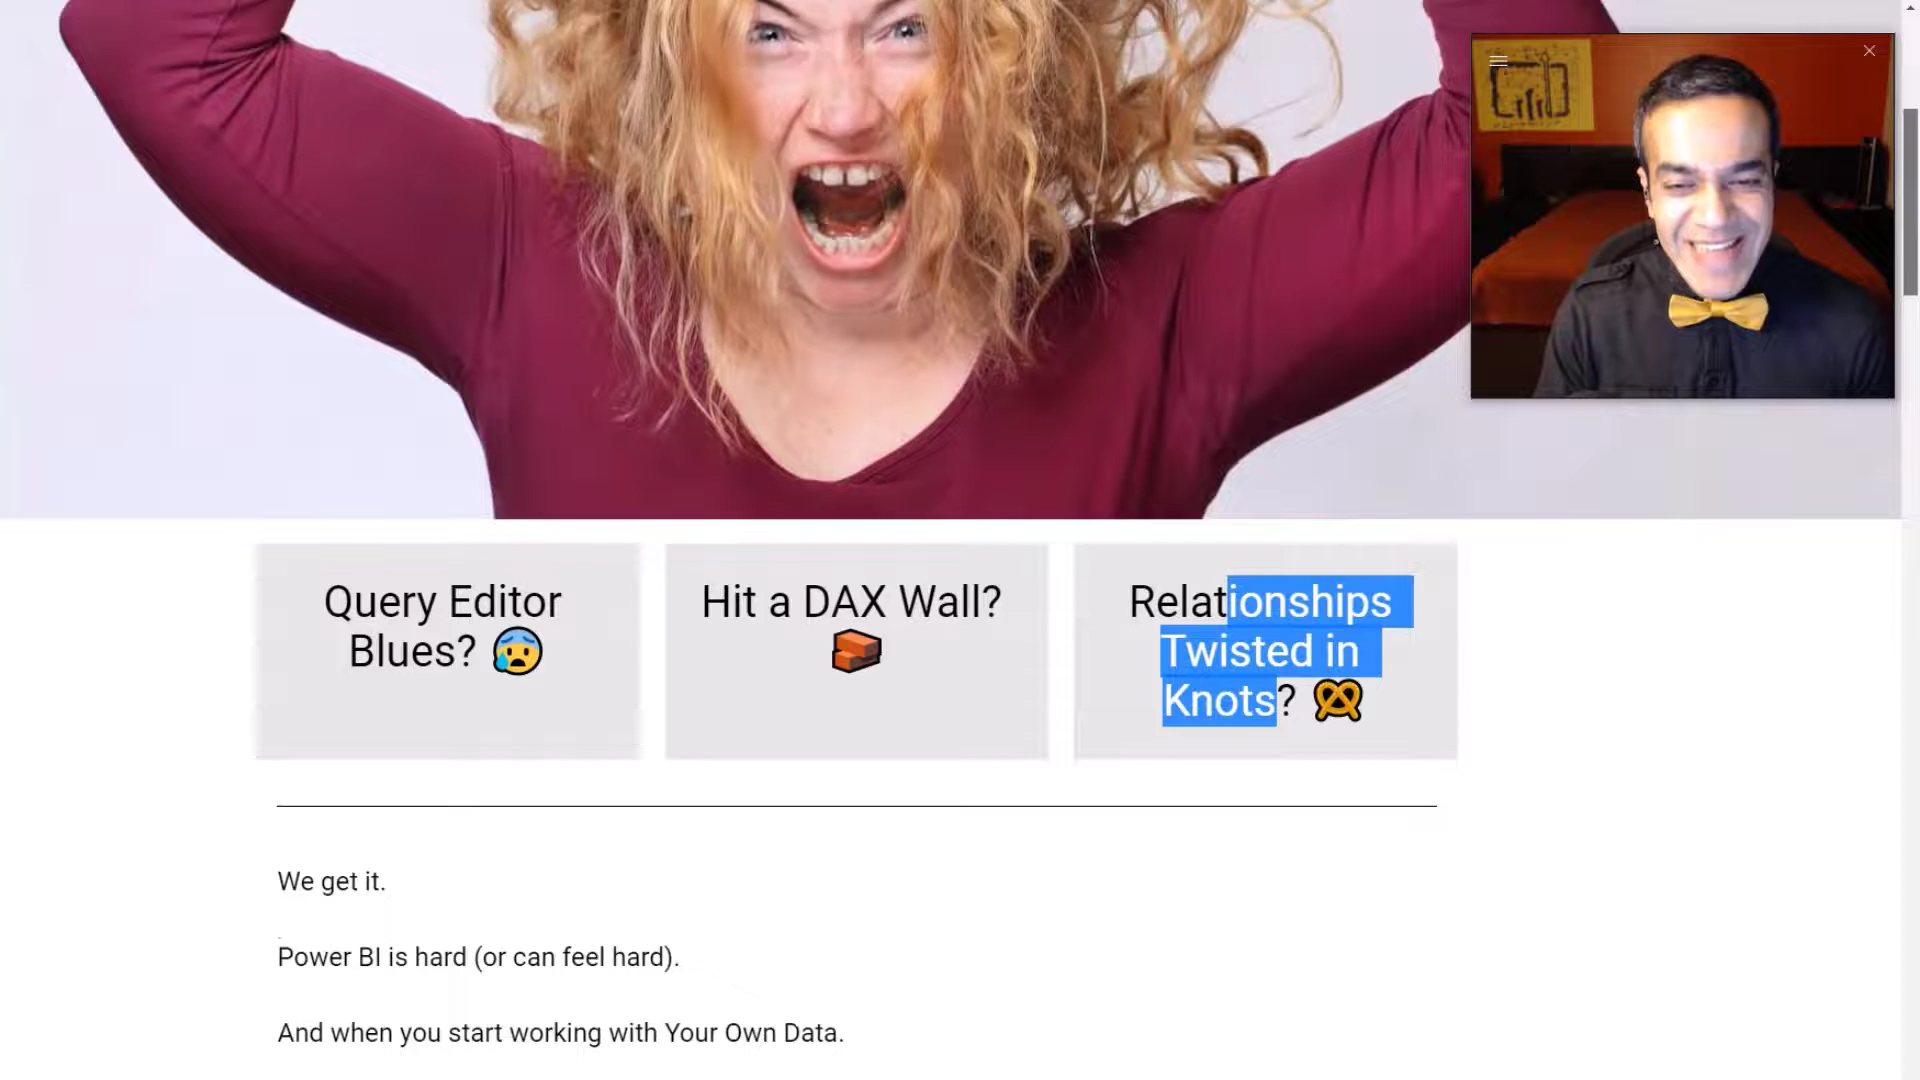 Query Editor
Blues? 😰
Hit a DAX Wall?
🧱
Relationships
Twisted in
Knots? 🥨
We get it.
Power BI is hard (or can feel hard).
And when you start working with Your Own Data.